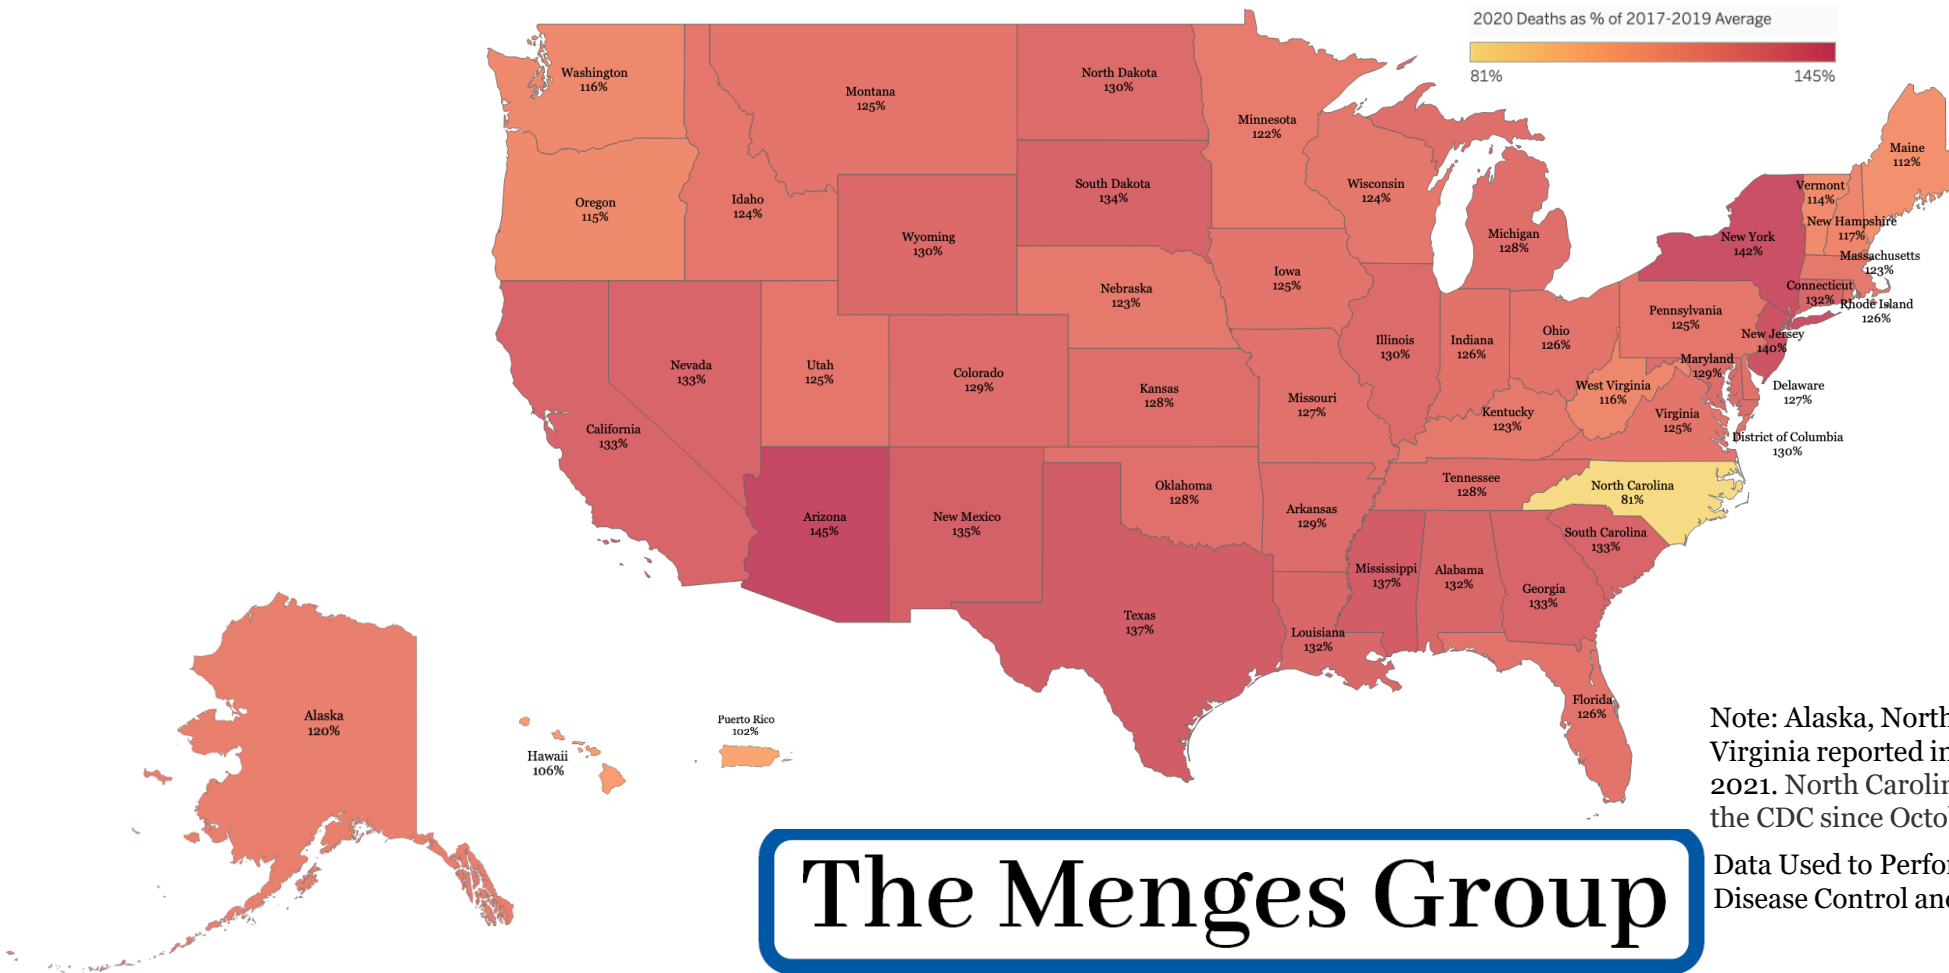 2020 Deaths as % of 2017-2019 Average
81%
145%
Washington
116%
Montana
125%
North Dakota
130%
Minnesota
122%
Maine
112%
Oregon
115%
Idaho
124%
Wyoming
130%
South Dakota
134%
Wisconsin
124%
Michigan
128%
New York
142%
Vermont
114%
New Hampshire
117%
Massachusetts
123%
Connecticut
132%
Rhode Island
126%
Nebraska
123%
Iowa
125%
Pennsylvania
125%
New Jersey
140%
Nevada
133%
Utah
125%
Colorado
129%
Kansas
128%
Missouri
127%
Illinois
130%
Indiana
126%
Ohio
126%
Maryland
129%
Delaware
127%
West Virginia
116%
Virginia
125%
District of Columbia
130%
Kentucky
123%
California
133%
Arizona
145%
New Mexico
135%
Oklahoma
128%
Arkansas
129%
Tennessee
128%
North Carolina
81%
South Carolina
133%
Texas
137%
Louisiana
132%
Mississippi
137%
Alabama
132%
Georgia
133%
Florida
126%
Alaska
120%
Hawaii
106%
Puerto Rico
102%
Note: Alaska, North
Virginia reported in
2021. North Carolin
the CDC since Octo
Data Used to Perfor
Disease Control and
The Menges Group